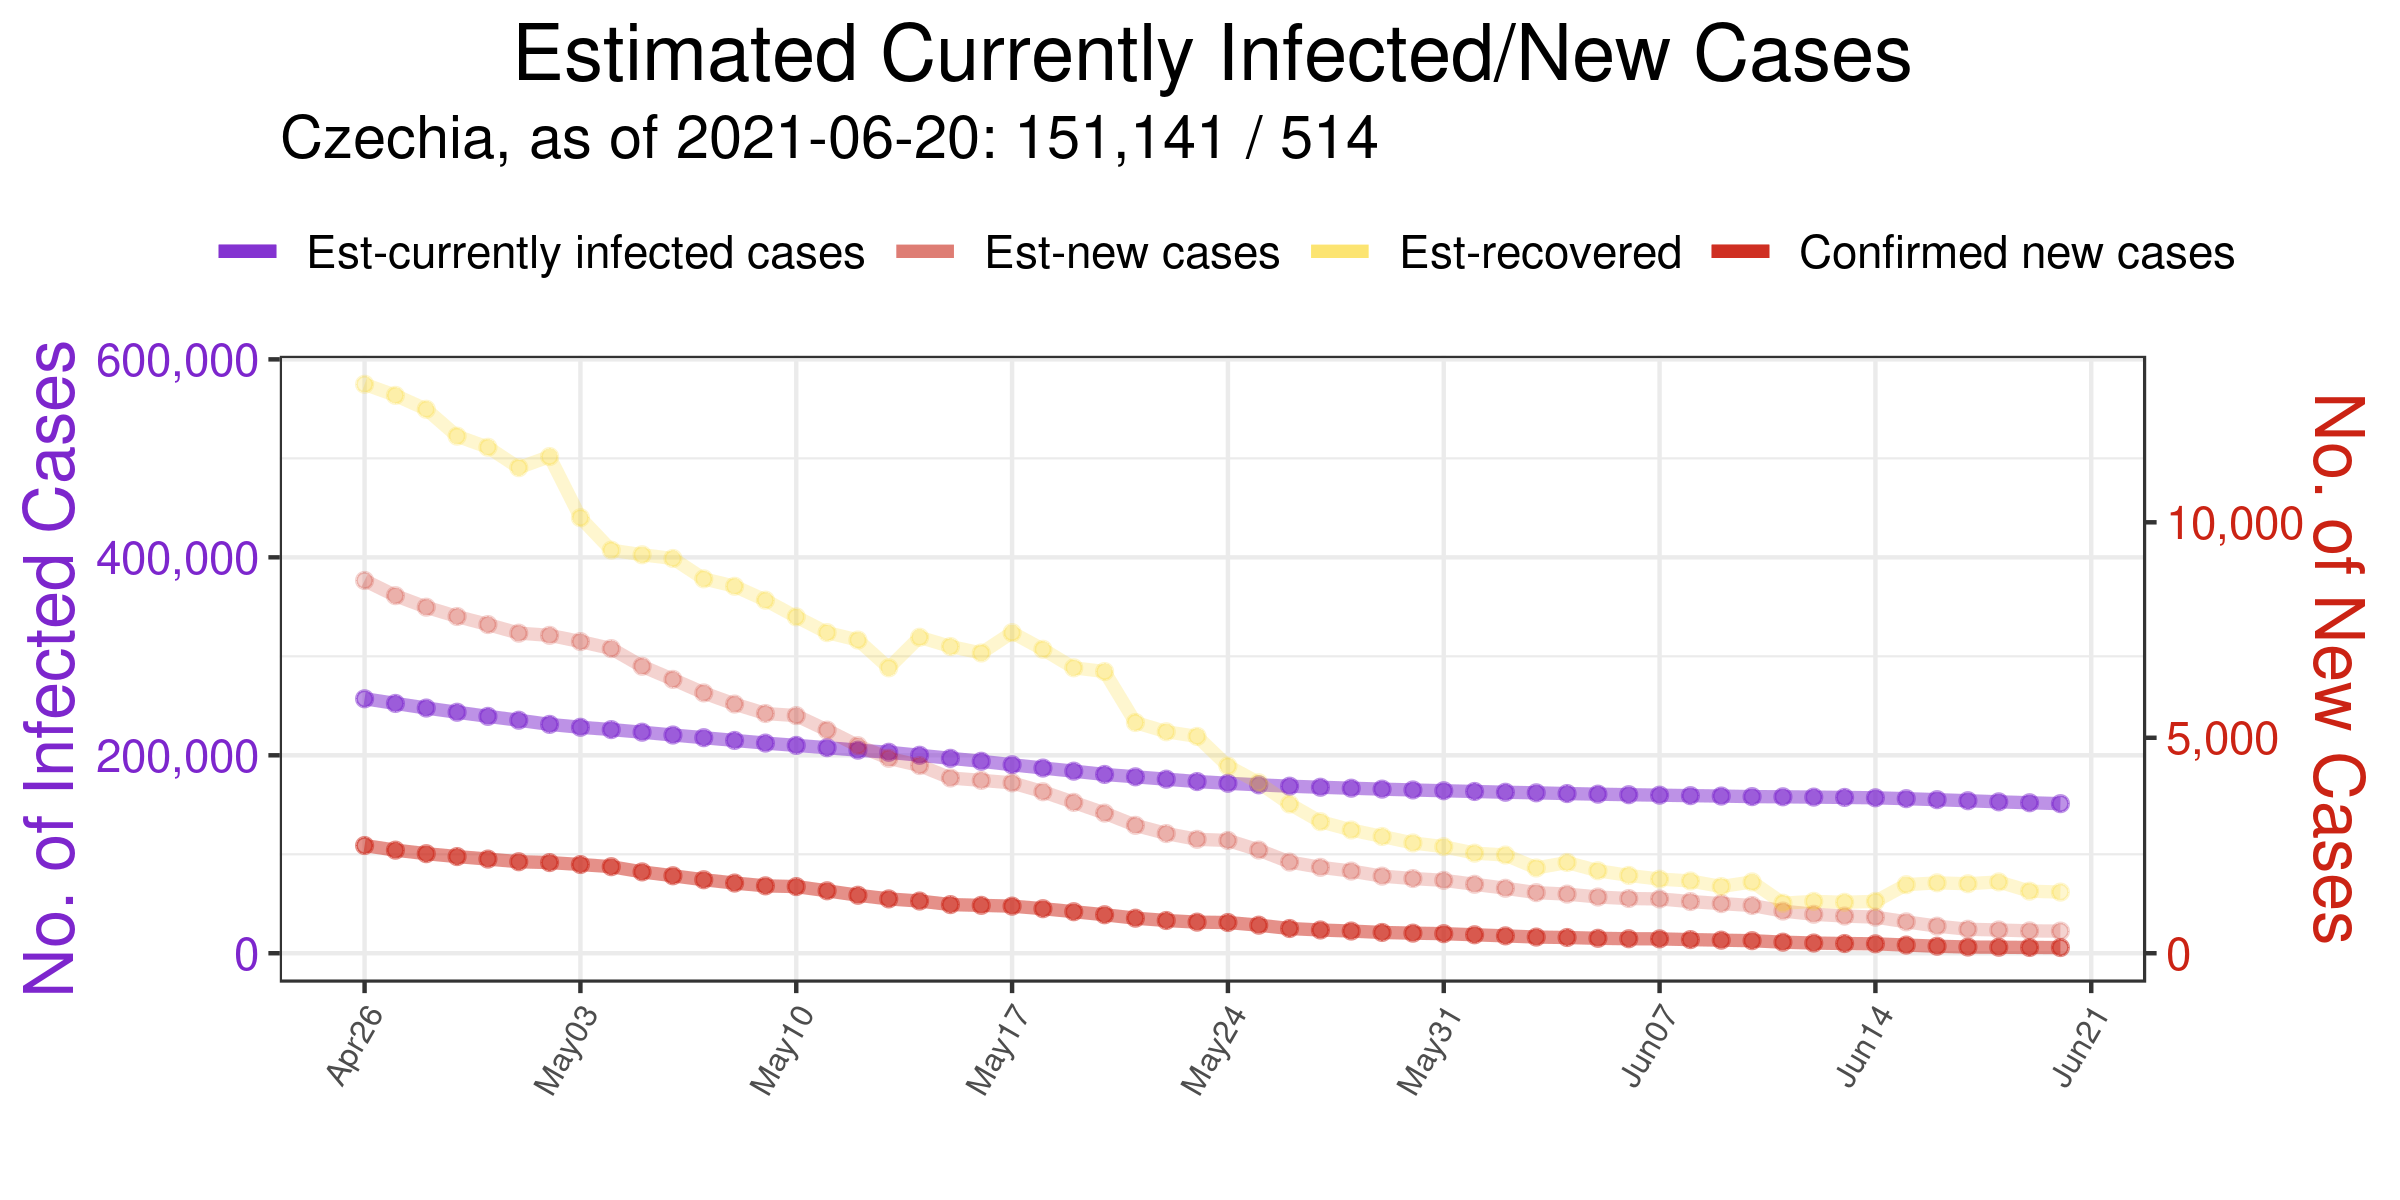 Estimated Currently Infected/New Cases
Czechia, as of 2021-06-20: 151,141 / 514
Est-currently infected cases Est-new cases Est-recovered Confirmed new cases
No. of Infected Cases
600,000
400,000
200,000
0
10,000
5,000
0
No. of New Cases
Apr26 May03 May10 May17 May24 May31 Jun07 Jun14 Jun21